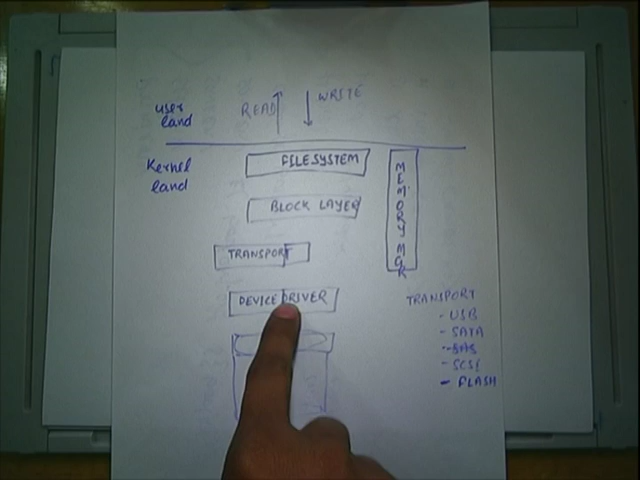 user
land
READ
WRITE
Kernel
land
FILESYSTEM
BLOCK LAYER
MEMORY MGR
TRANSPORT
DEVICE DRIVER
TRANSPORT
- USB
- SATA
- SAS
- SCSI
- FLASH